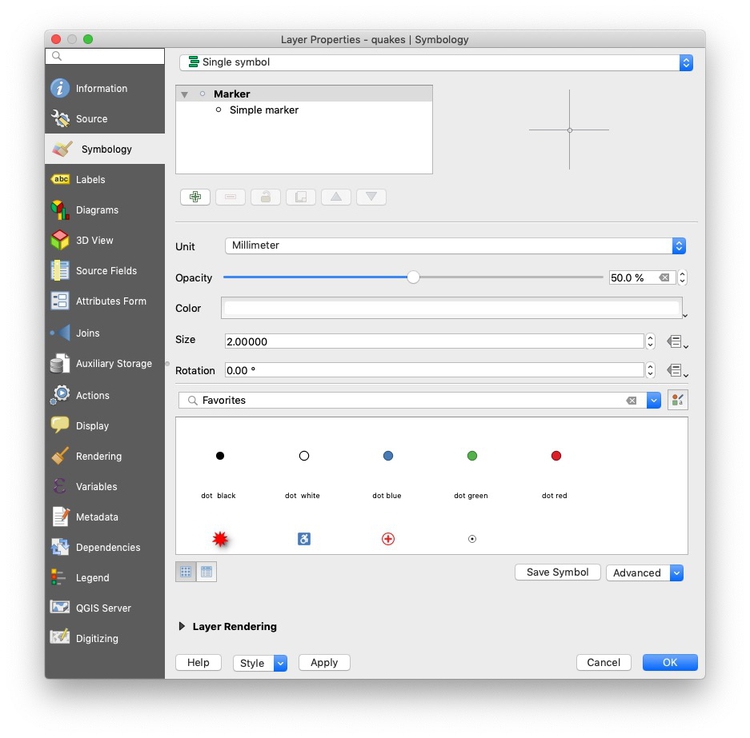 Layer Properties - quakes | Symbology
Single symbol
Information
Source
Symbology
abc Labels
Diagrams
3D View
Source Fields
Attributes Form
Joins
Auxiliary Storage
Actions
Display
Rendering
Variables
Metadata
Dependencies
Legend
QGIS Server
Digitizing
Marker
Simple marker
Unit Millimeter
Opacity 50.0 %
Color
Size 2.00000
Rotation 0.00 °
Favorites
dot black dot white dot blue dot green dot red
Save Symbol Advanced
Layer Rendering
Help Style Apply Cancel OK